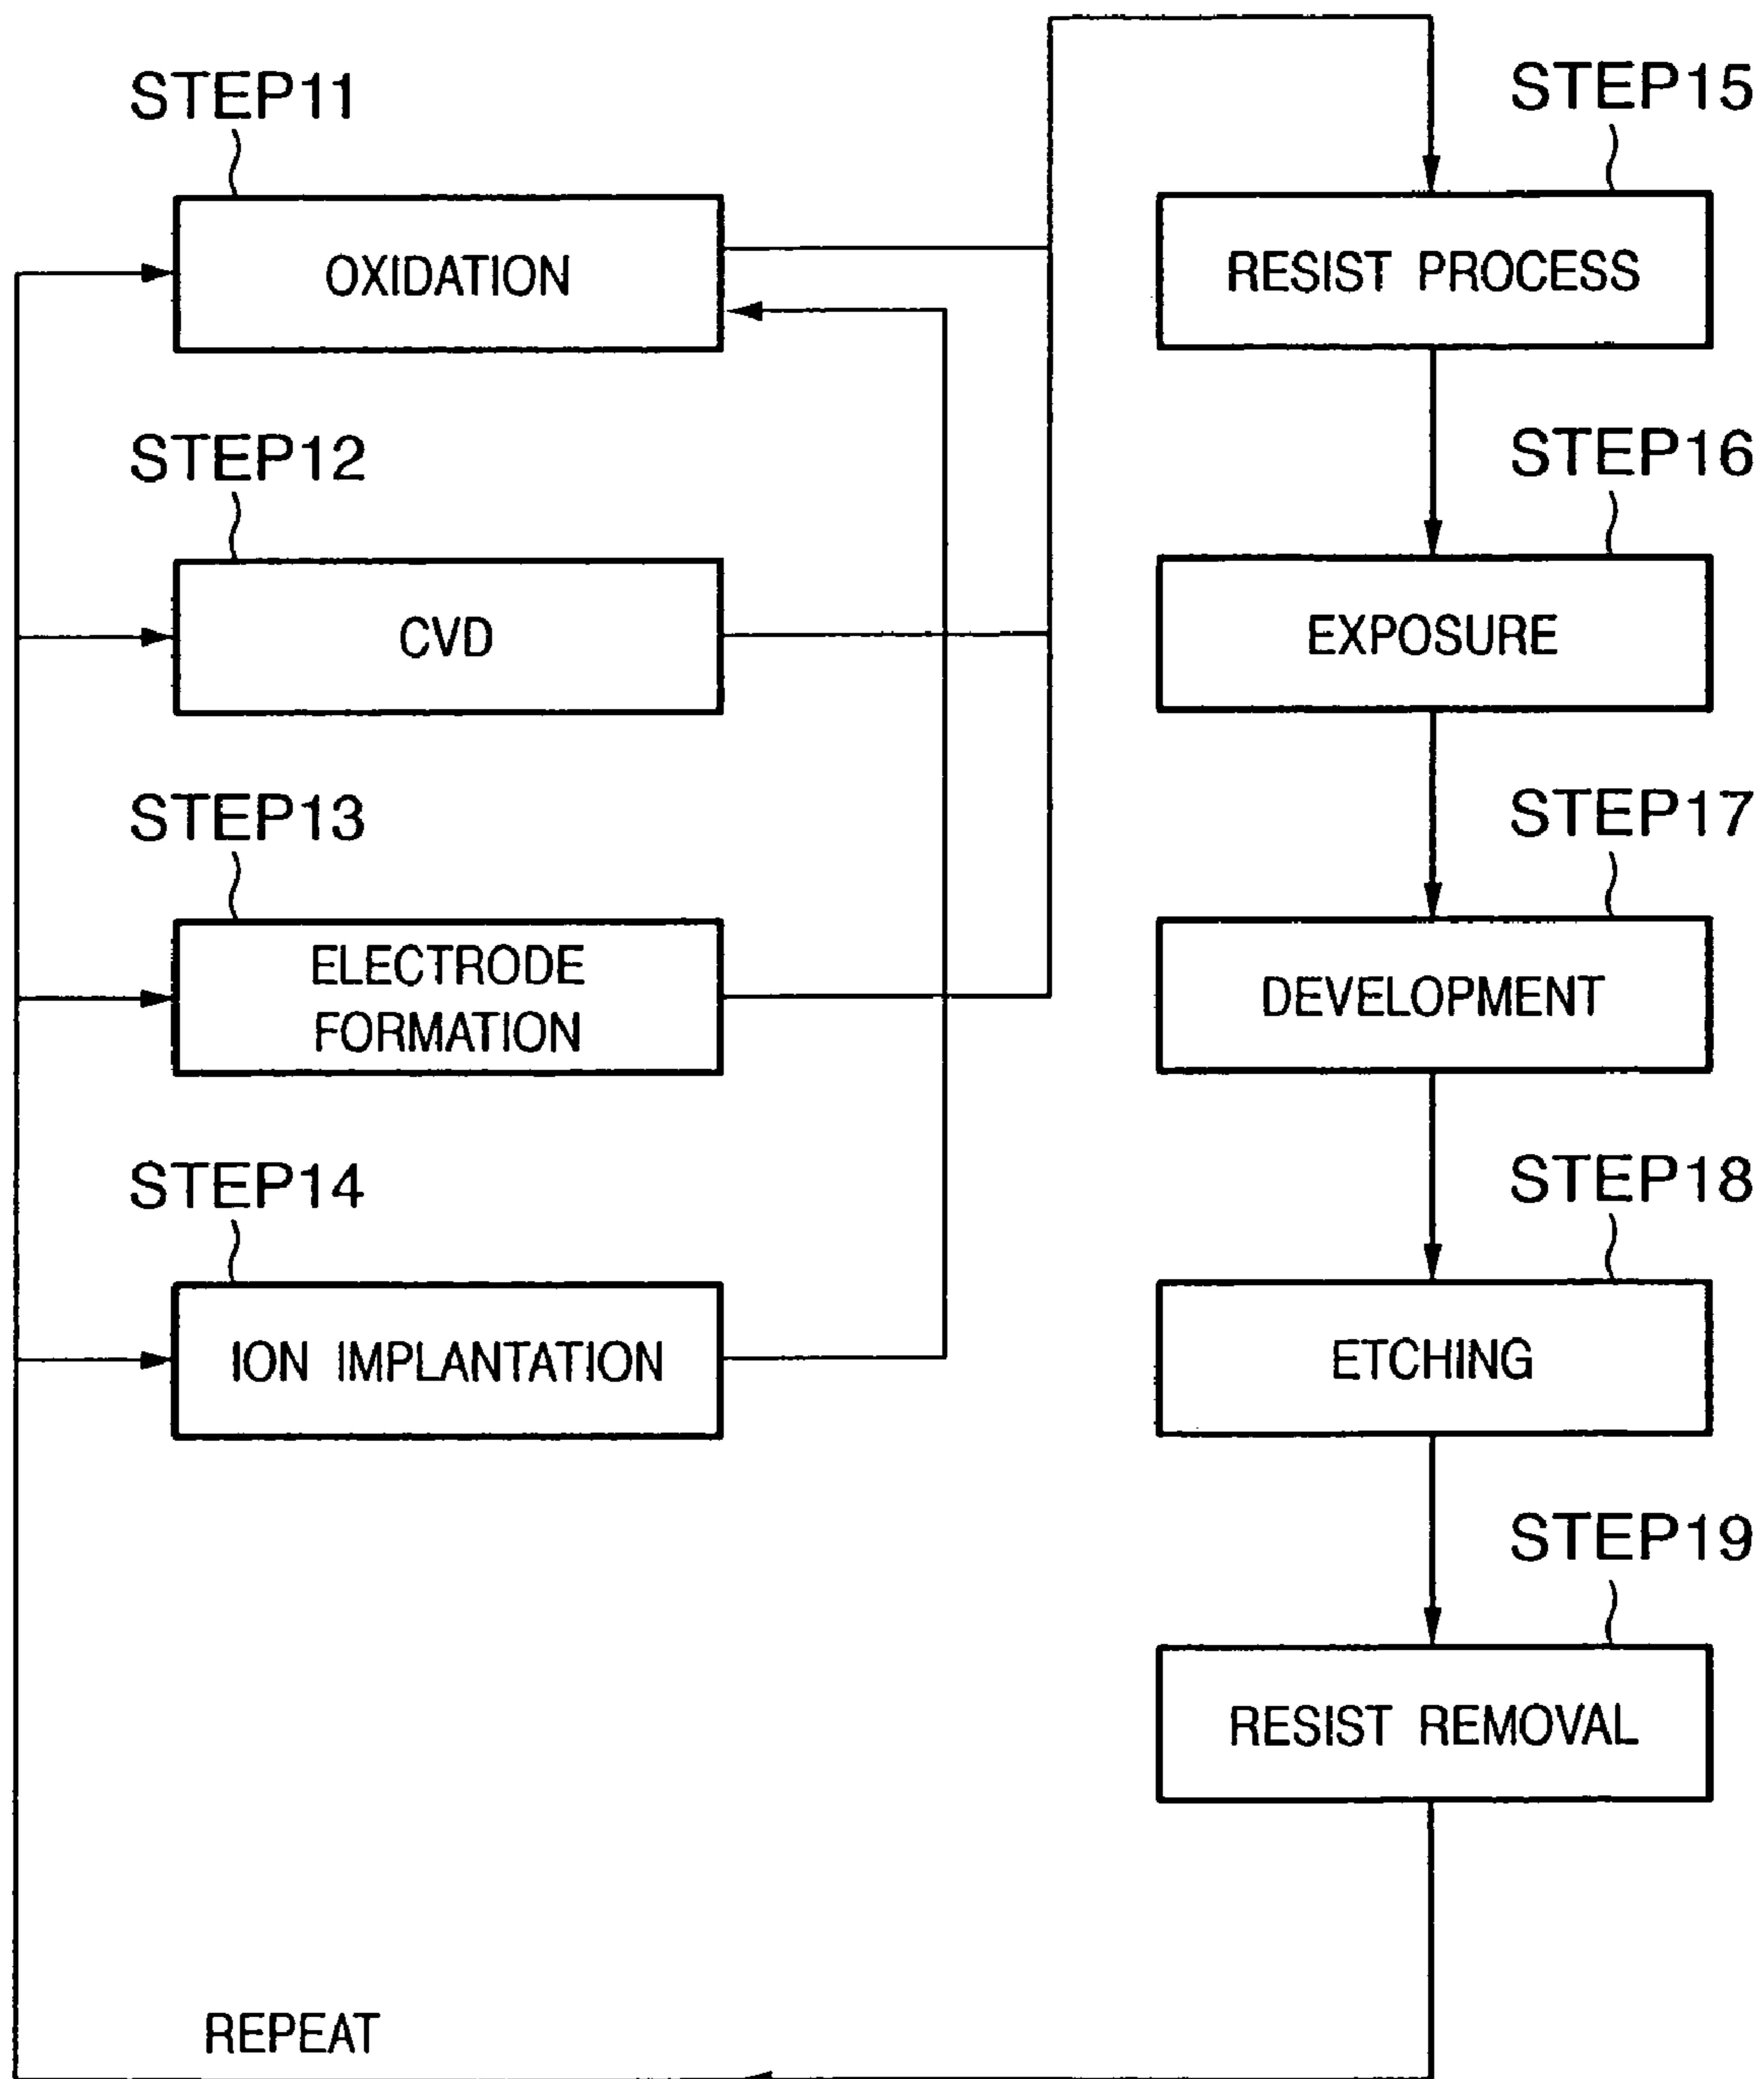 STEP11
OXIDATION
STEP12
CVD
STEP13
ELECTRODE
FORMATION
STEP14
ION IMPLANTATION
STEP15
RESIST PROCESS
STEP16
EXPOSURE
STEP17
DEVELOPMENT
STEP18
ETCHING
STEP19
RESIST REMOVAL
REPEAT